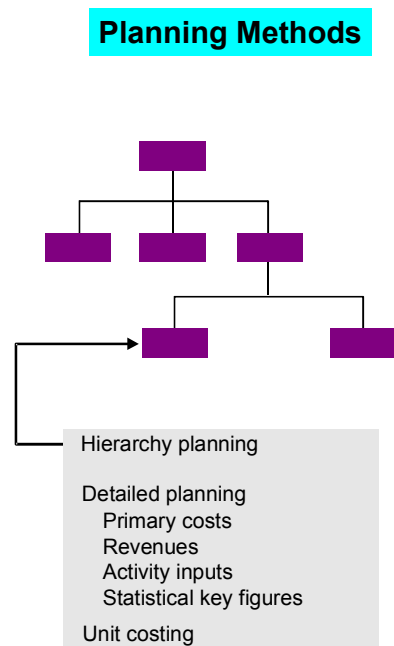 Planning Methods
Hierarchy planning
Detailed planning
Primary costs
Revenues
Activity inputs
Statistical key figures
Unit costing